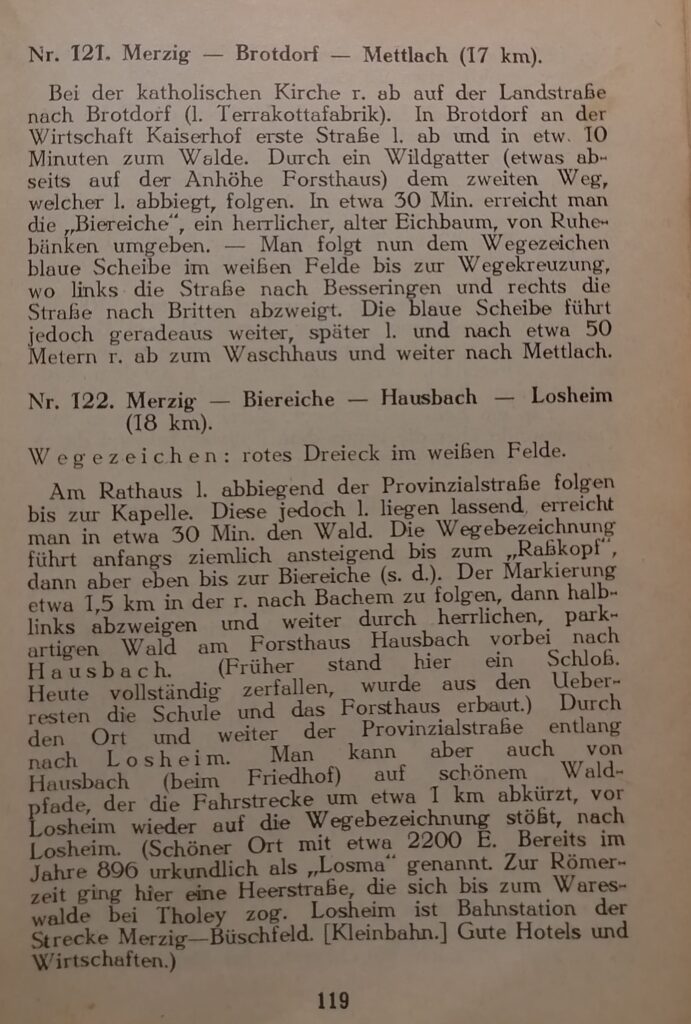 Nr. 121. Merzig — Brotdorf — Mettlach (17 km).
Bei der katholischen Kirche r. ab auf der Landstraße
nach Brotdorf (l. Terrakottafabrik). In Brotdorf an der
Wirtschaft Kaiserhof erste Straße l. ab und in etw. 10
Minuten zum Walde. Durch ein Wildgatter (etwas ab-
seits auf der Anhöhe Forsthaus) dem zweiten Weg,
welcher l. abbiegt, folgen. In etwa 30 Min. erreicht man
die „Biereiche“, ein herrlicher, alter Eichbaum, von Ruhe-
bänken umgeben. — Man folgt nun dem Wegezeichen
blaue Scheibe im weißen Felde bis zur Wegekreuzung,
wo links die Straße nach Besseringen und rechts die
Straße nach Britten abzweigt. Die blaue Scheibe führt
jedoch geradeaus weiter, später l. und nach etwa 50
Metern r. ab zum Waschhaus und weiter nach Mettlach.
Nr. 122. Merzig — Biereiche — Hausbach — Losheim
(18 km).
Wegezeichen: rotes Dreieck im weißen Felde.
Am Rathaus l. abbiegend der Provinzialstraße folgen
bis zur Kapelle. Diese jedoch l. liegen lassend, erreicht
man in etwa 30 Min. den Wald. Die Wegebezeichnung
führt anfangs ziemlich ansteigend bis zum „Raßkopf“,
dann aber eben bis zur Biereiche (s. d.). Der Markierung
etwa 1,5 km in der r. nach Bachem zu folgen, dann halb-
links abzweigen und weiter durch herrlichen, park-
artigen Wald am Forsthaus Hausbach vorbei nach
Hausbach. (Früher stand hier ein Schloß.
Heute vollständig zerfallen, wurde aus den Ueber-
resten die Schule und das Forsthaus erbaut.) Durch
den Ort und weiter der Provinzialstraße entlang
nach Losheim. Man kann aber auch von
Hausbach (beim Friedhof) auf schönem Wald-
pfade, der die Fahrstrecke um etwa 1 km abkürzt, vor
Losheim wieder auf die Wegebezeichnung stößt, nach
Losheim. (Schöner Ort mit etwa 2200 E. Bereits im
Jahre 896 urkundlich als „Losma“ genannt. Zur Römer-
zeit ging hier eine Heerstraße, die sich bis zum Wares-
walde bei Tholey zog. Losheim ist Bahnstation der
Strecke Merzig—Büschfeld. [Kleinbahn.] Gute Hotels und
Wirtschaften.)
119